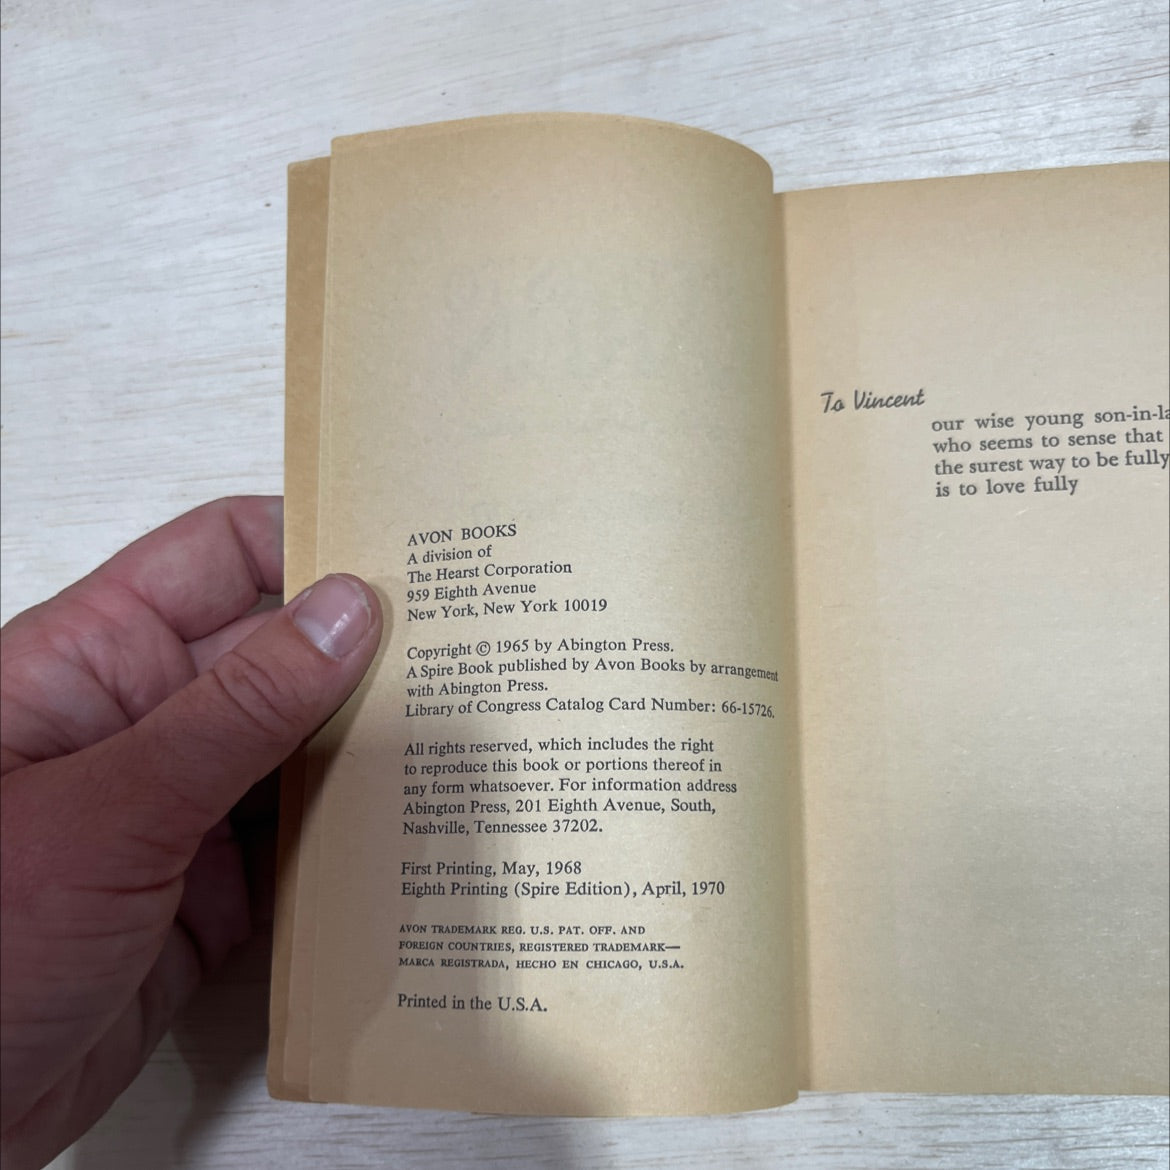 AVON BOOKS
A division of
The Hearst Corporation
959 Eighth Avenue
New York, New York 10019
Copyright © 1965 by Abington Press.
A Spire Book published by Avon Books by arrangement
with Abington Press.
Library of Congress Catalog Card Number: 66-15726.
All rights reserved, which includes the right
to reproduce this book or portions thereof in
any form whatsoever. For information address
Abington Press, 201 Eighth Avenue, South,
Nashville, Tennessee 37202.
First Printing, May, 1968
Eighth Printing (Spire Edition), April, 1970
AVON TRADEMARK REG. U.S. PAT. OFF. AND
FOREIGN COUNTRIES, REGISTERED TRADEMARK—
MARCA REGISTRADA, HECHO EN CHICAGO, U.S.A.
Printed in the U.S.A.
To Vincent
our wise young son-in-la
who seems to sense that
the surest way to be fully
is to love fully